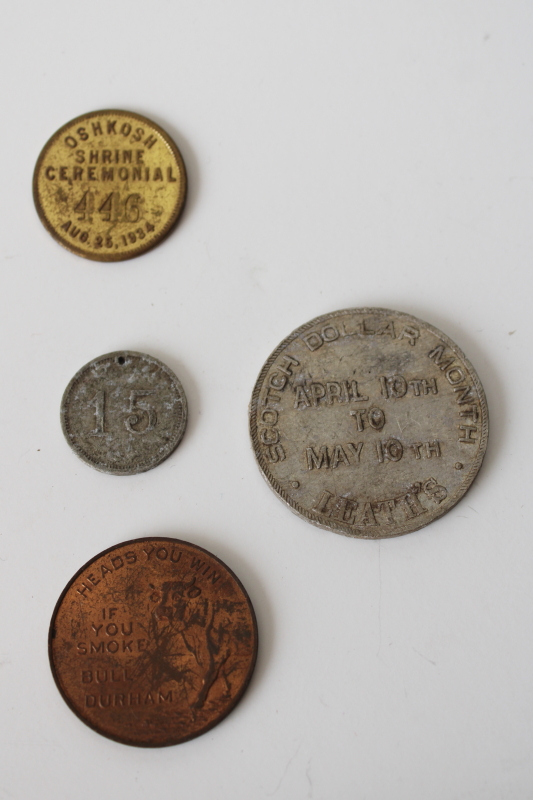 OSHKOSH
SHRINE
CEREMONIAL
446
AUG. 25, 1934
15
SCOTCH DOLLAR MONTH
APRIL 10TH
TO
MAY 10TH
LEATH'S
HEADS YOU WIN
IF
YOU
SMOKE
BULL
DURHAM